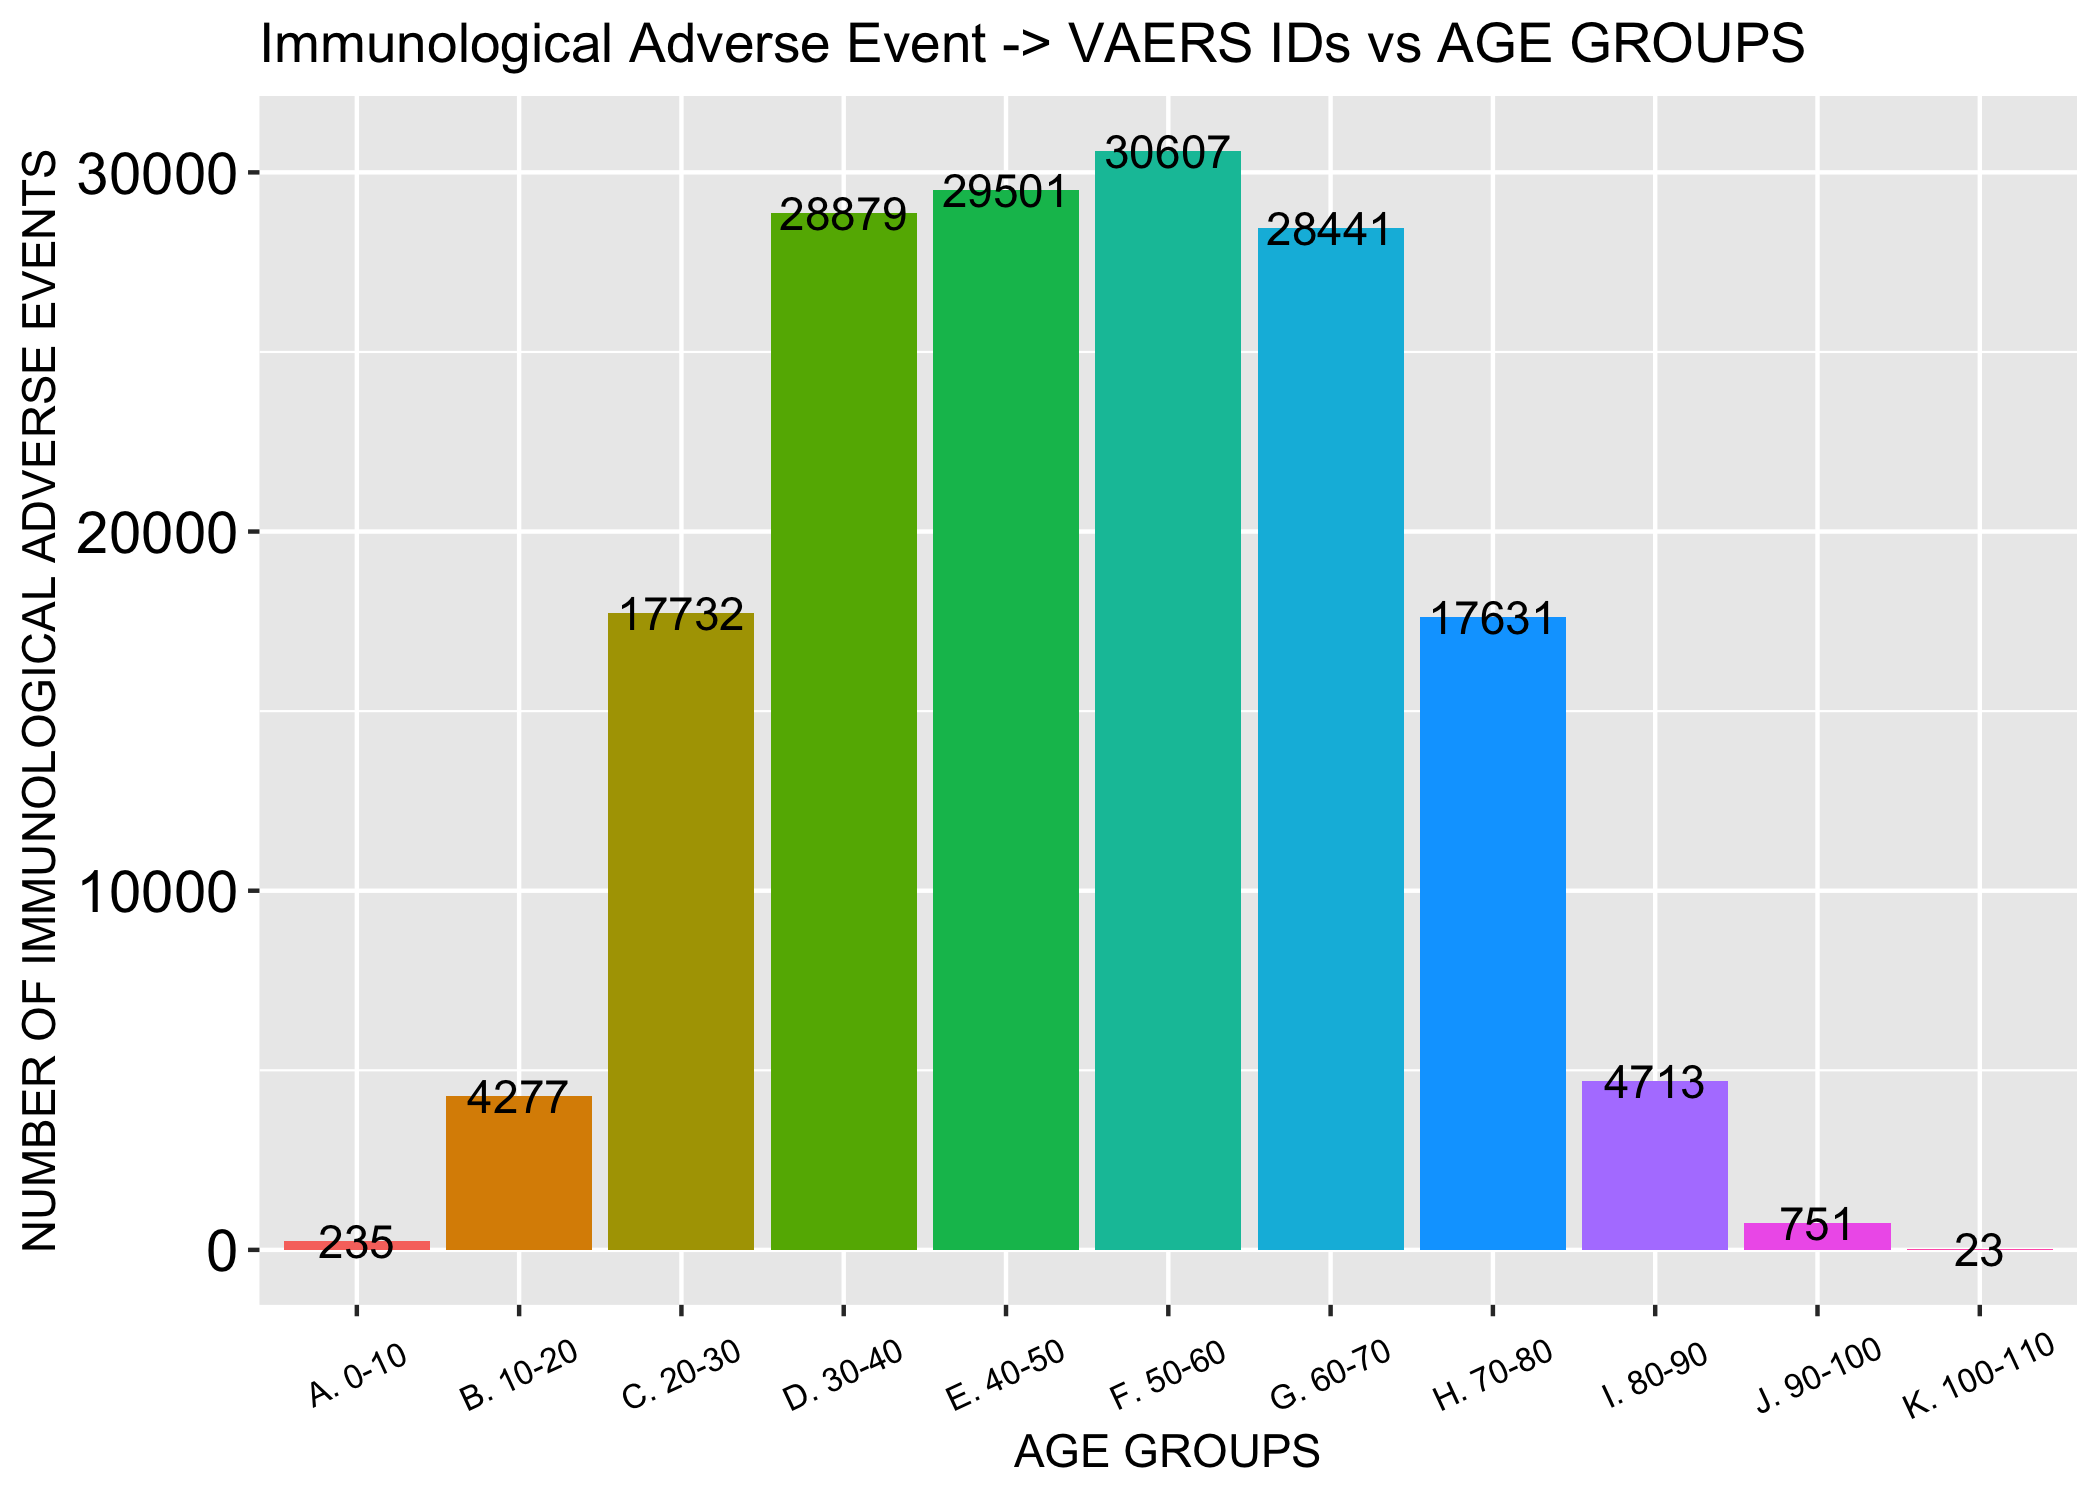 Immunological Adverse Event -> VAERS IDs vs AGE GROUPS
NUMBER OF IMMUNOLOGICAL ADVERSE EVENTS
30000
20000
10000
0
235
4277
17732
28879
29501
30607
28441
17631
4713
751
23
A. 0-10
B. 10-20
C. 20-30
D. 30-40
E. 40-50
F. 50-60
G. 60-70
H. 70-80
I. 80-90
J. 90-100
K. 100-110
AGE GROUPS